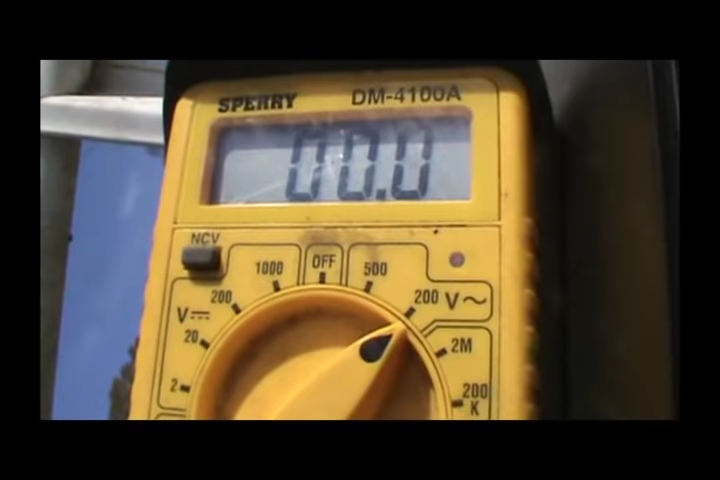 SPERRY DM-4100A
00.0
NCV
1000 OFF 500
200 200 V~
V⎓
20 2M
2 200
K